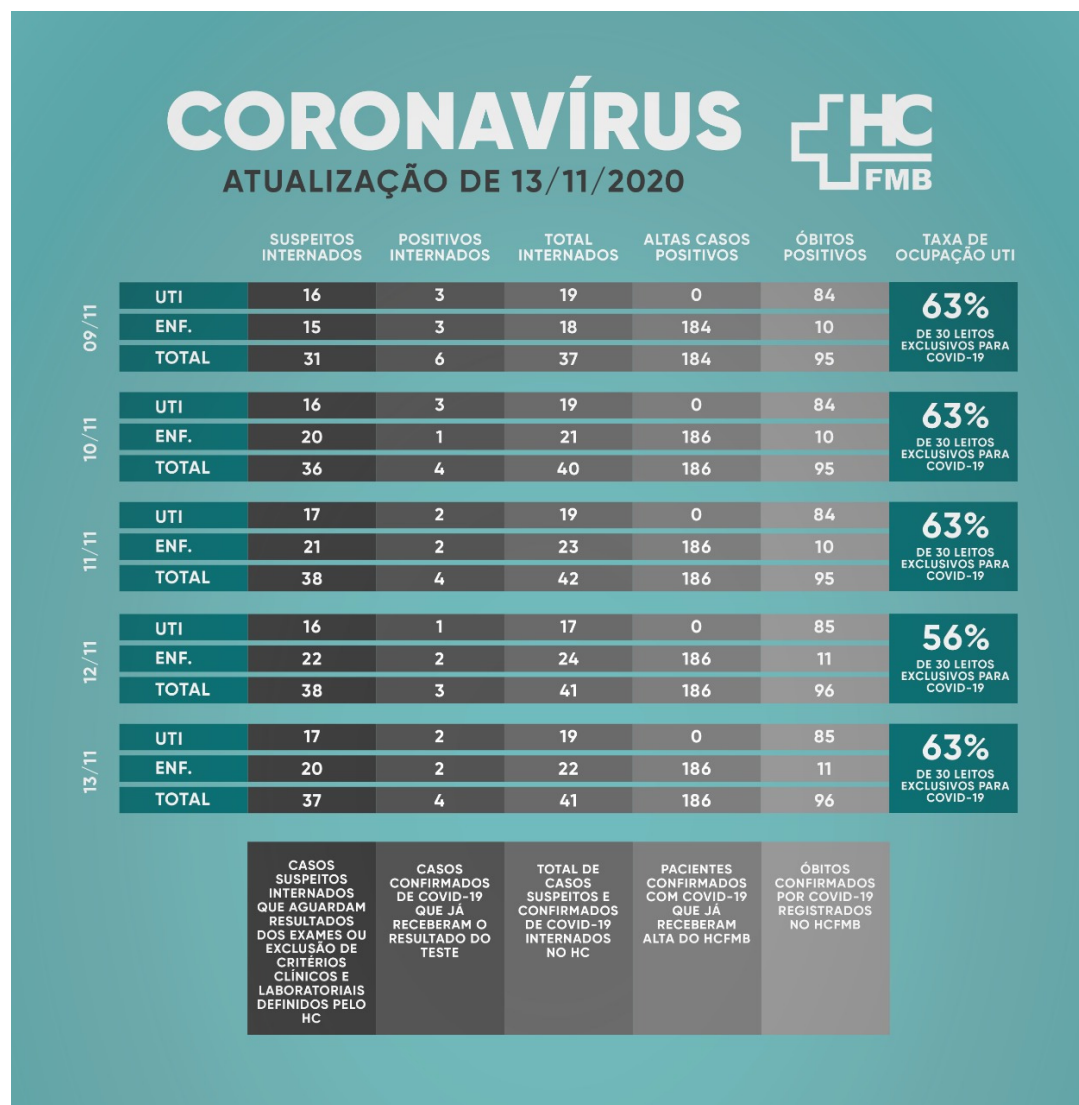 CORONAVÍRUS
HC
FMB
ATUALIZAÇÃO DE 13/11/2020
SUSPEITOS INTERNADOS POSITIVOS INTERNADOS TOTAL INTERNADOS ALTAS CASOS POSITIVOS ÓBITOS POSITIVOS TAXA DE OCUPAÇÃO UTI
09/11
UTI 16 3 19 0 84
ENF. 15 3 18 184 10
TOTAL 31 6 37 184 95
63%
DE 30 LEITOS
EXCLUSIVOS PARA
COVID-19
10/11
UTI 16 3 19 0 84
ENF. 20 1 21 186 10
TOTAL 36 4 40 186 95
63%
DE 30 LEITOS
EXCLUSIVOS PARA
COVID-19
11/11
UTI 17 2 19 0 84
ENF. 21 2 23 186 10
TOTAL 38 4 42 186 95
63%
DE 30 LEITOS
EXCLUSIVOS PARA
COVID-19
12/11
UTI 16 1 17 0 85
ENF. 22 2 24 186 11
TOTAL 38 3 41 186 96
56%
DE 30 LEITOS
EXCLUSIVOS PARA
COVID-19
13/11
UTI 17 2 19 0 85
ENF. 20 2 22 186 11
TOTAL 37 4 41 186 96
63%
DE 30 LEITOS
EXCLUSIVOS PARA
COVID-19
CASOS
SUSPEITOS
INTERNADOS
QUE AGUARDAM
RESULTADOS
DOS EXAMES OU
EXCLUSÃO DE
CRITÉRIOS
CLÍNICOS E
LABORATORIAIS
DEFINIDOS PELO
HC
CASOS
CONFIRMADOS
DE COVID-19
QUE JÁ
RECEBERAM O
RESULTADO DO
TESTE
TOTAL DE
CASOS
SUSPEITOS E
CONFIRMADOS
DE COVID-19
INTERNADOS
NO HC
PACIENTES
CONFIRMADOS
COM COVID-19
QUE JÁ
RECEBERAM
ALTA DO HCFMB
ÓBITOS
CONFIRMADOS
POR COVID-19
REGISTRADOS
NO HCFMB